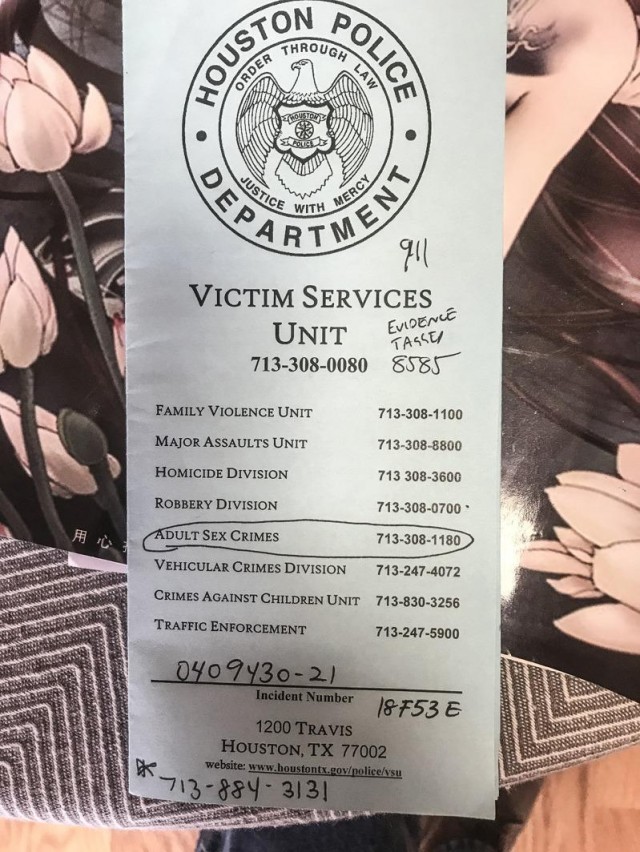 HOUSTON POLICE DEPARTMENT
ORDER THROUGH LAW
JUSTICE WITH MERCY
HOUSTON
POLICE
911
VICTIM SERVICES
UNIT
EVIDENCE
TAGGED
713-308-0080 8585
FAMILY VIOLENCE UNIT 713-308-1100
MAJOR ASSAULTS UNIT 713-308-8800
HOMICIDE DIVISION 713 308-3600
ROBBERY DIVISION 713-308-0700
ADULT SEX CRIMES 713-308-1180
VEHICULAR CRIMES DIVISION 713-247-4072
CRIMES AGAINST CHILDREN UNIT 713-830-3256
TRAFFIC ENFORCEMENT 713-247-5900
0409430-21
Incident Number
18F53E
1200 TRAVIS
HOUSTON, TX 77002
website: www.houstontx.gov/police/vsu
713-884-3131
用心